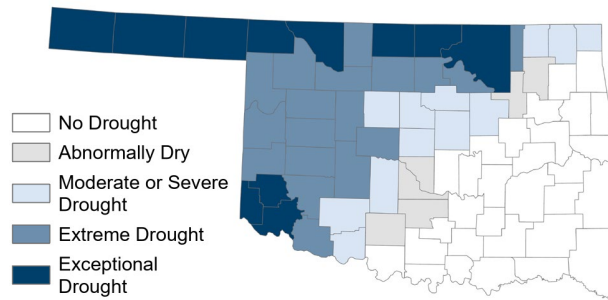 No Drought
Abnormally Dry
Moderate or Severe
Drought
Extreme Drought
Exceptional
Drought